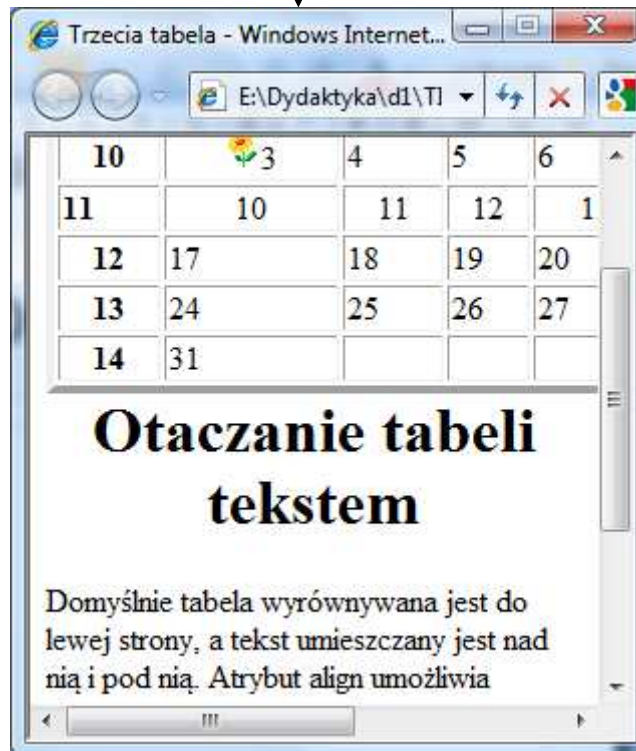 Trzecia tabela - Windows Internet...
E:\Dydaktyka\d1\
10 3 4 5 6
11 10 11 12 1
12 17 18 19 20
13 24 25 26 27
14 31
Otaczanie tabeli
tekstem
Domyślnie tabela wyrównywana jest do
lewej strony, a tekst umieszczany jest nad
nią i pod nią. Atrybut align umożliwia